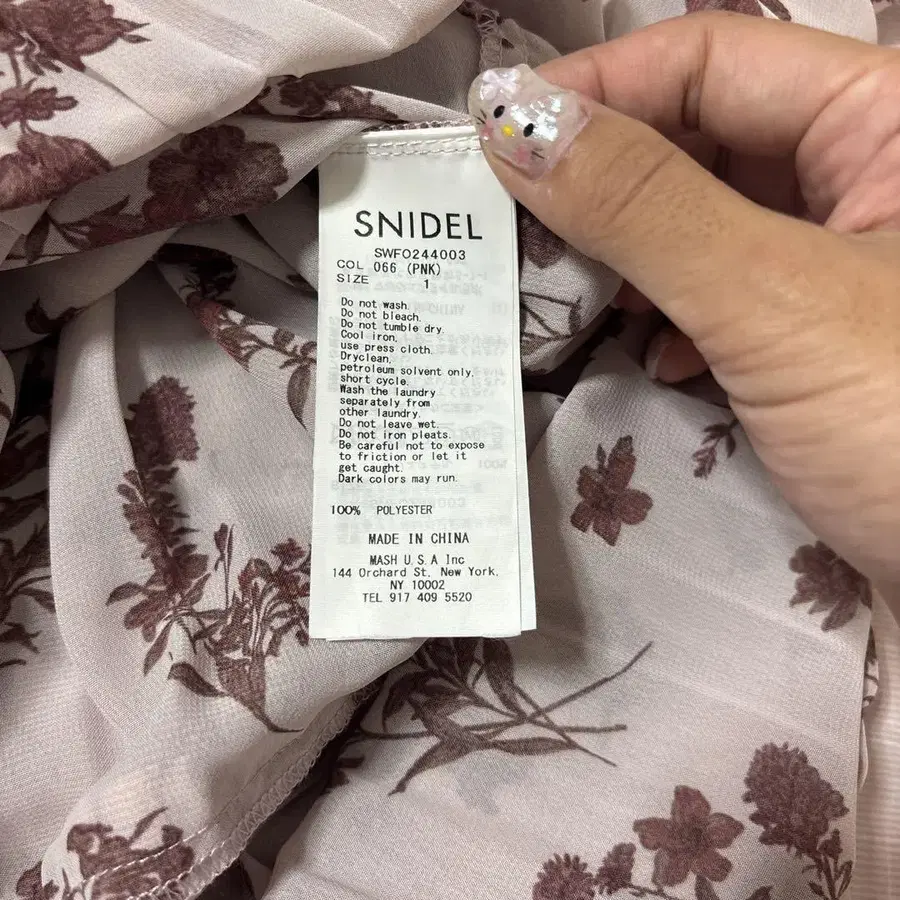 SNIDEL
SWFO244003
COL 066 (PNK)
SIZE 1
Do not wash.
Do not bleach.
Do not tumble dry.
Cool iron,
use press cloth.
Dryclean,
petroleum solvent only,
short cycle.
Wash the laundry
separately from
other laundry.
Do not leave wet.
Do not iron pleats.
Be careful not to expose
to friction or let it
get caught.
Dark colors may run.
100% POLYESTER
MADE IN CHINA
MASH U.S.A Inc
144 Orchard St, New York,
NY 10002
TEL 917 409 5520